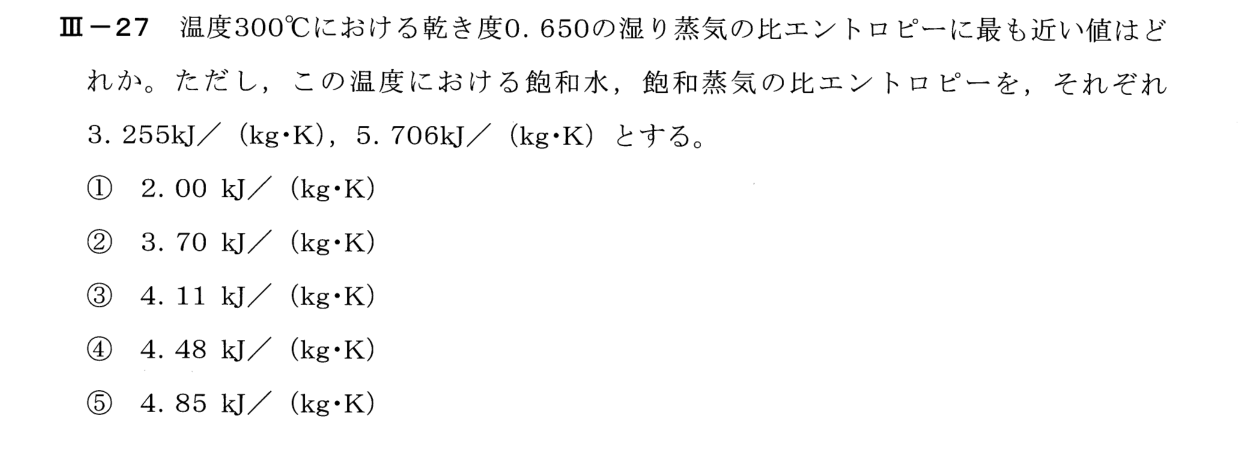 Ⅲ－27　温度300℃における乾き度0. 650の湿り蒸気の比エントロピーに最も近い値はど
れか。ただし，この温度における飽和水，飽和蒸気の比エントロピーを，それぞれ
3. 255kJ／（kg・K），5. 706kJ／（kg・K）とする。
①　2. 00 kJ／（kg・K）
②　3. 70 kJ／（kg・K）
③　4. 11 kJ／（kg・K）
④　4. 48 kJ／（kg・K）
⑤　4. 85 kJ／（kg・K）